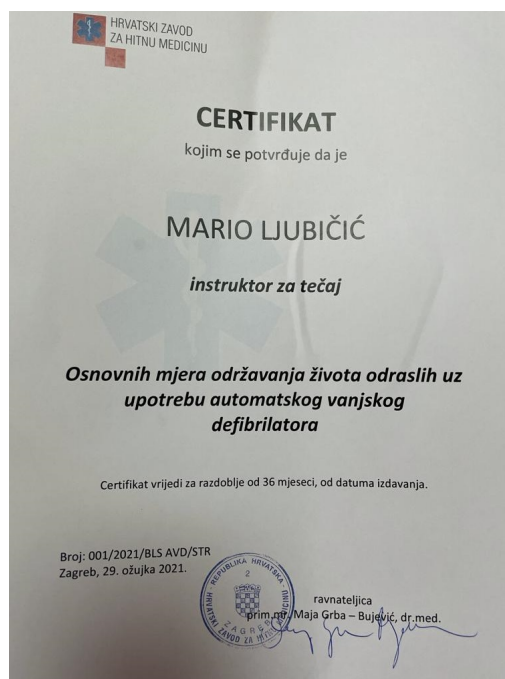 HRVATSKI ZAVOD
ZA HITNU MEDICINU
CERTIFIKAT
kojim se potvrđuje da je
MARIO LJUBIČIĆ
instruktor za tečaj
Osnovnih mjera održavanja života odraslih uz
upotrebu automatskog vanjskog
defibrilatora
Certifikat vrijedi za razdoblje od 36 mjeseci, od datuma izdavanja.
Broj: 001/2021/BLS AVD/STR
Zagreb, 29. ožujka 2021.
REPUBLIKA HRVATSKA
2
HRVATSKI ZAVOD ZA HITNU MEDICINU
ZAGREB
ravnateljica
prim.mr. Maja Grba – Bujević, dr.med.